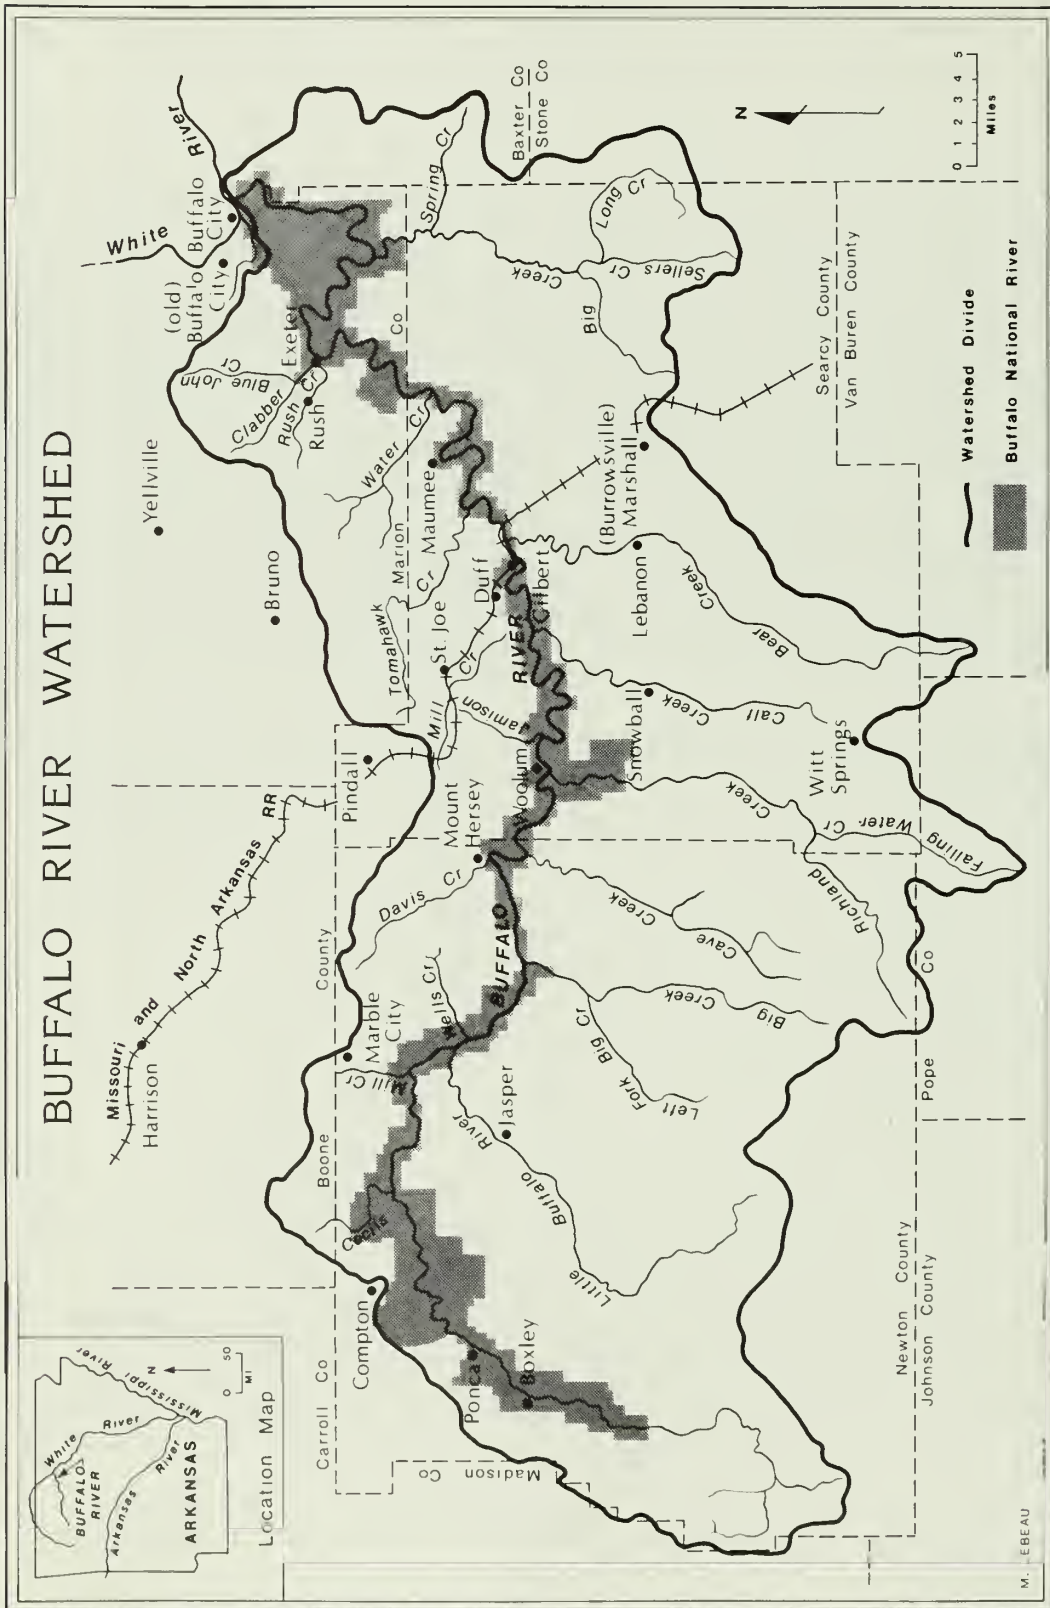 BUFFALO RIVER WATERSHED
BUFFALO
RIVER
White
River
River
Mississippi
Arkansas
River
ARKANSAS
N
0 50
MI
Location Map
Missouri
and
North Arkansas
RR
Harrison
Yellville
Bruno
White
River
(old)
Buffalo
City
Buffalo
City
Carroll Co
Boone
County
Compton
Pindall
Marble
City
Mill Cr
Cecils
Ponca
Boxley
Madison
Co
Jasper
Little
Buffalo
River
Wells Cr
BUFFALO
RIVER
Davis
Cr
Mount
Hersey
Woolum
Mill
Cr
Jamison
St. Joe
Duff
Gilbert
Tomahawk
Cr
Marion
Co
Maumee
Water
Cr
Clabber
Cr
Blue John
Cr
Rush
Rush
Exeter
Spring Cr
Baxter Co
Stone Co
Big
Creek
Long
Cr
Sellers Cr
(Burrowsville)
Marshall
Lebanon
Bear
Creek
Snowball
Calf
Creek
Witt
Springs
Richland
Creek
Falling
Water Cr
Cave
Creek
Big
Creek
Left
Fork
Big Cr
Searcy County
Van Buren County
Pope
Co
Newton County
Johnson County
N
0 1 2 3 4 5
Miles
Watershed Divide
Buffalo National River